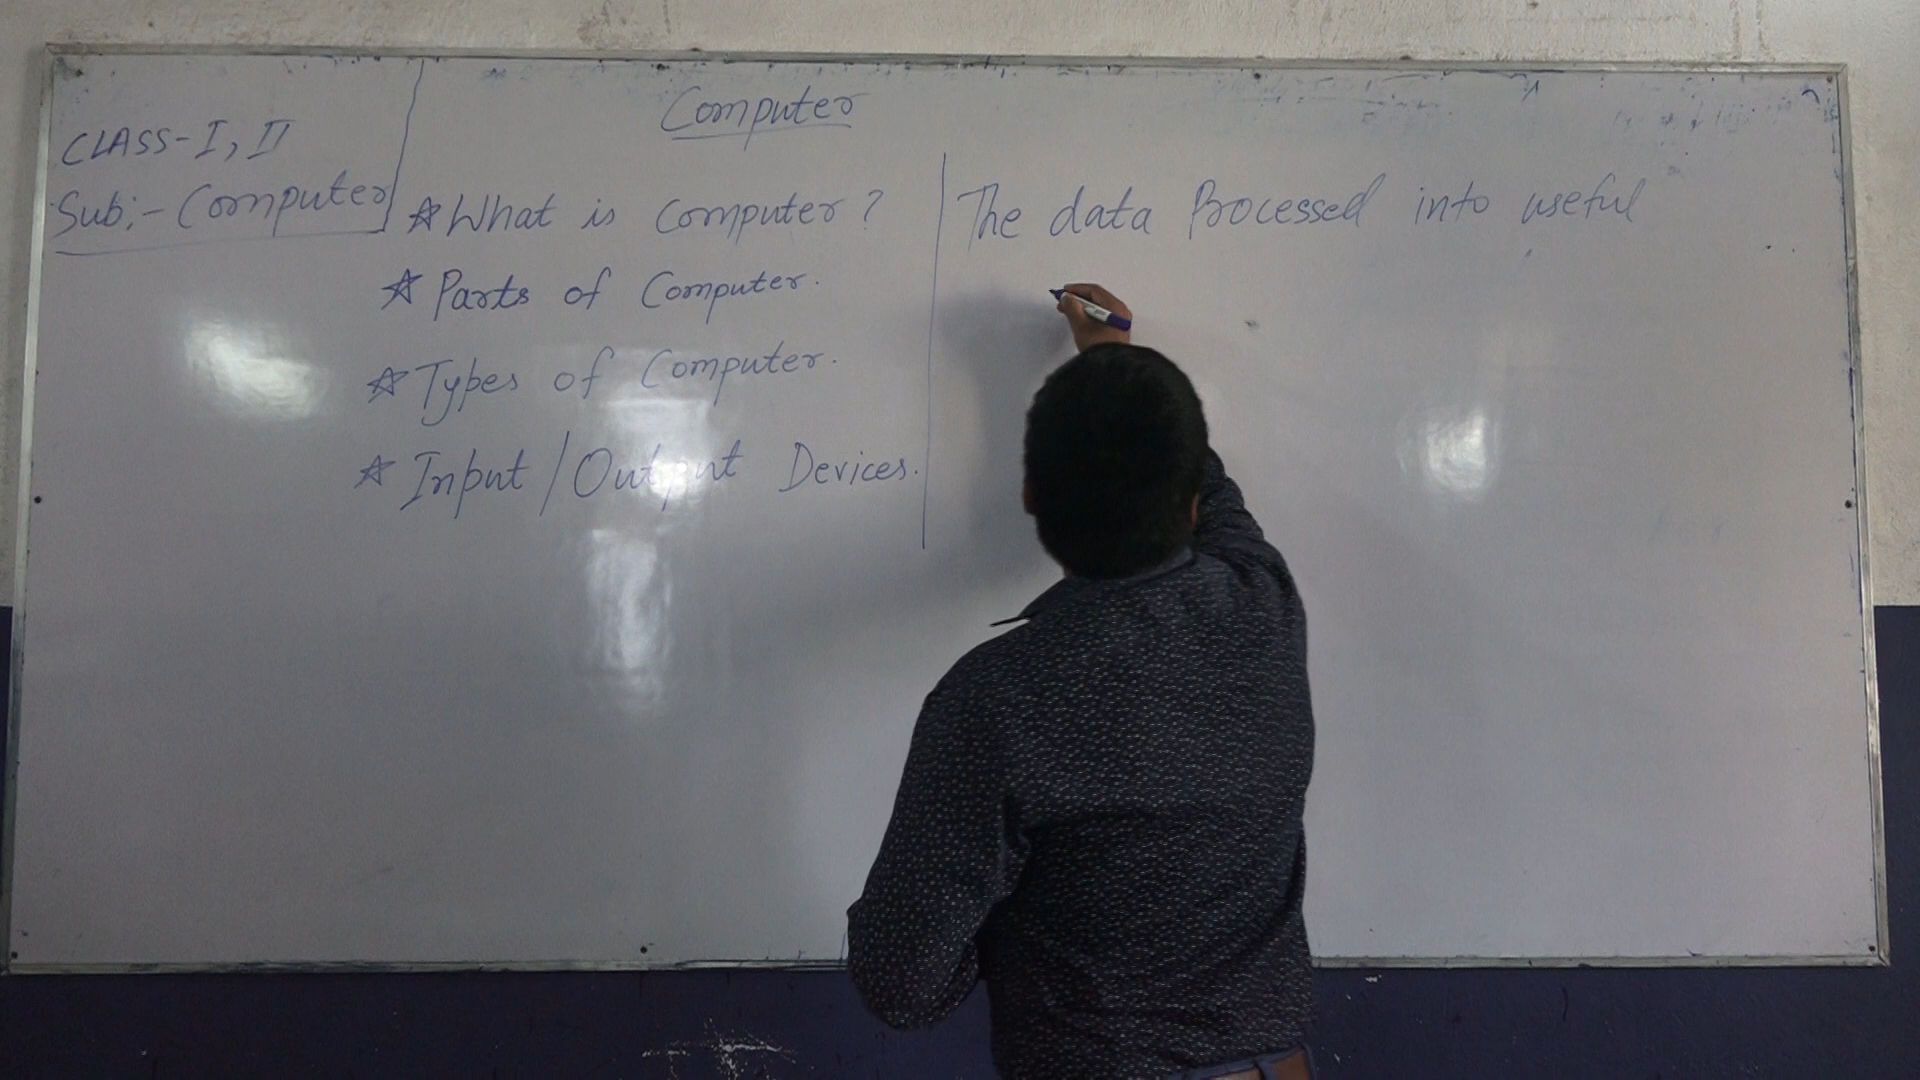 Computer
CLASS-I, II
Sub:- Computer
☆ What is Computer?
☆ Parts of Computer.
☆ Types of Computer.
☆ Input / Output Devices.
The data Processed into useful